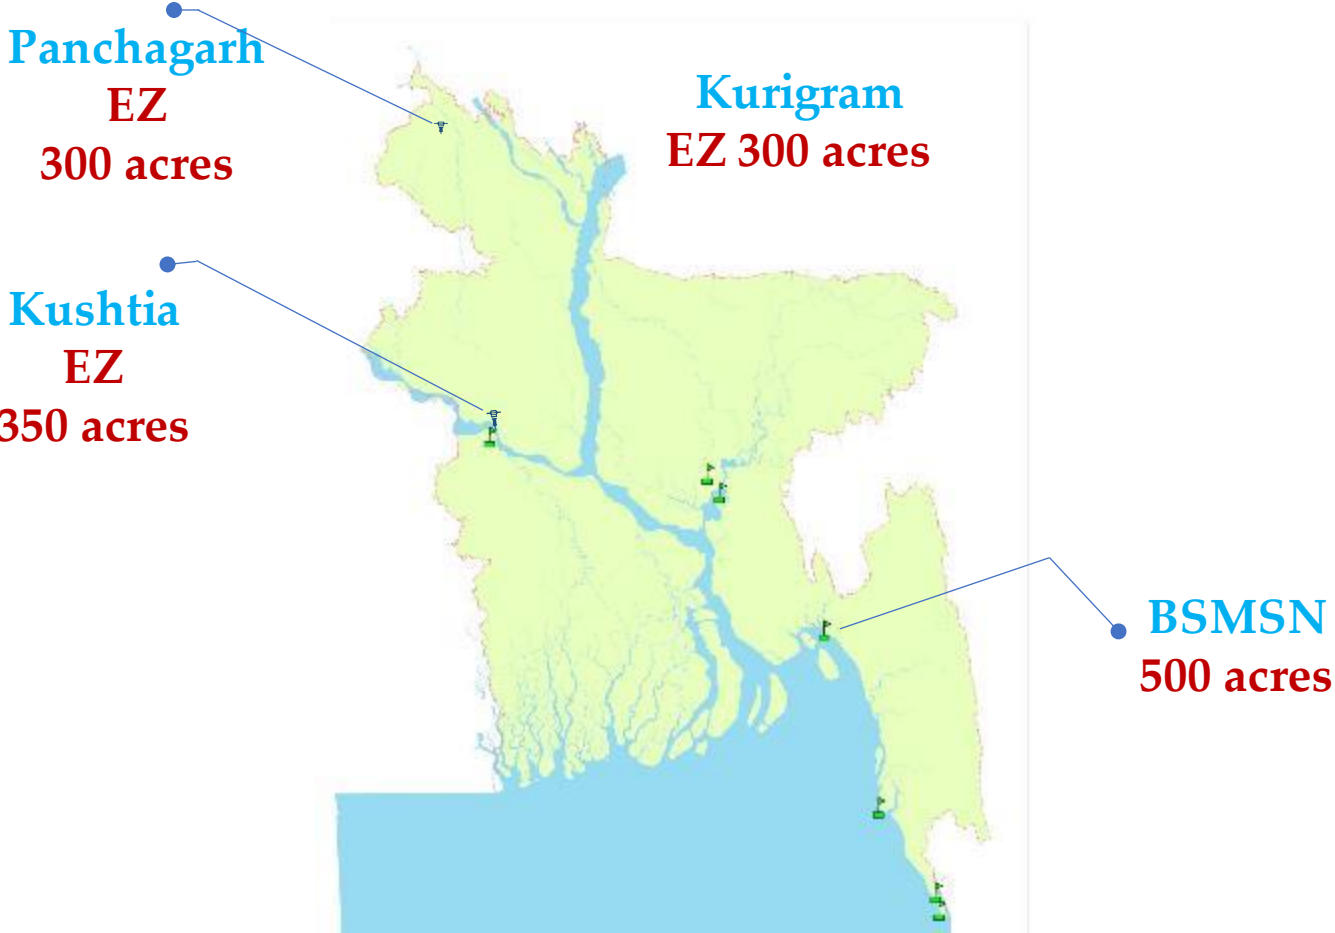 Panchagarh
EZ
300 acres
Kurigram
EZ 300 acres
Kushtia
EZ
350 acres
BSMSN
500 acres